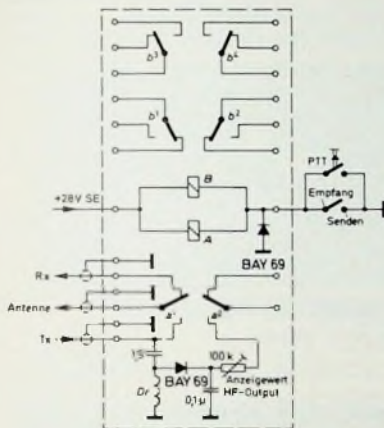 b³
b⁴
b¹
b²
B
PTT
+28V SE
Empfang
Senden
A
BAY 69
Rx
Antenne
a¹
a²
Tx
BAY 69
100 k
Anzeigewert
HF-Output
Dr
0,1µ